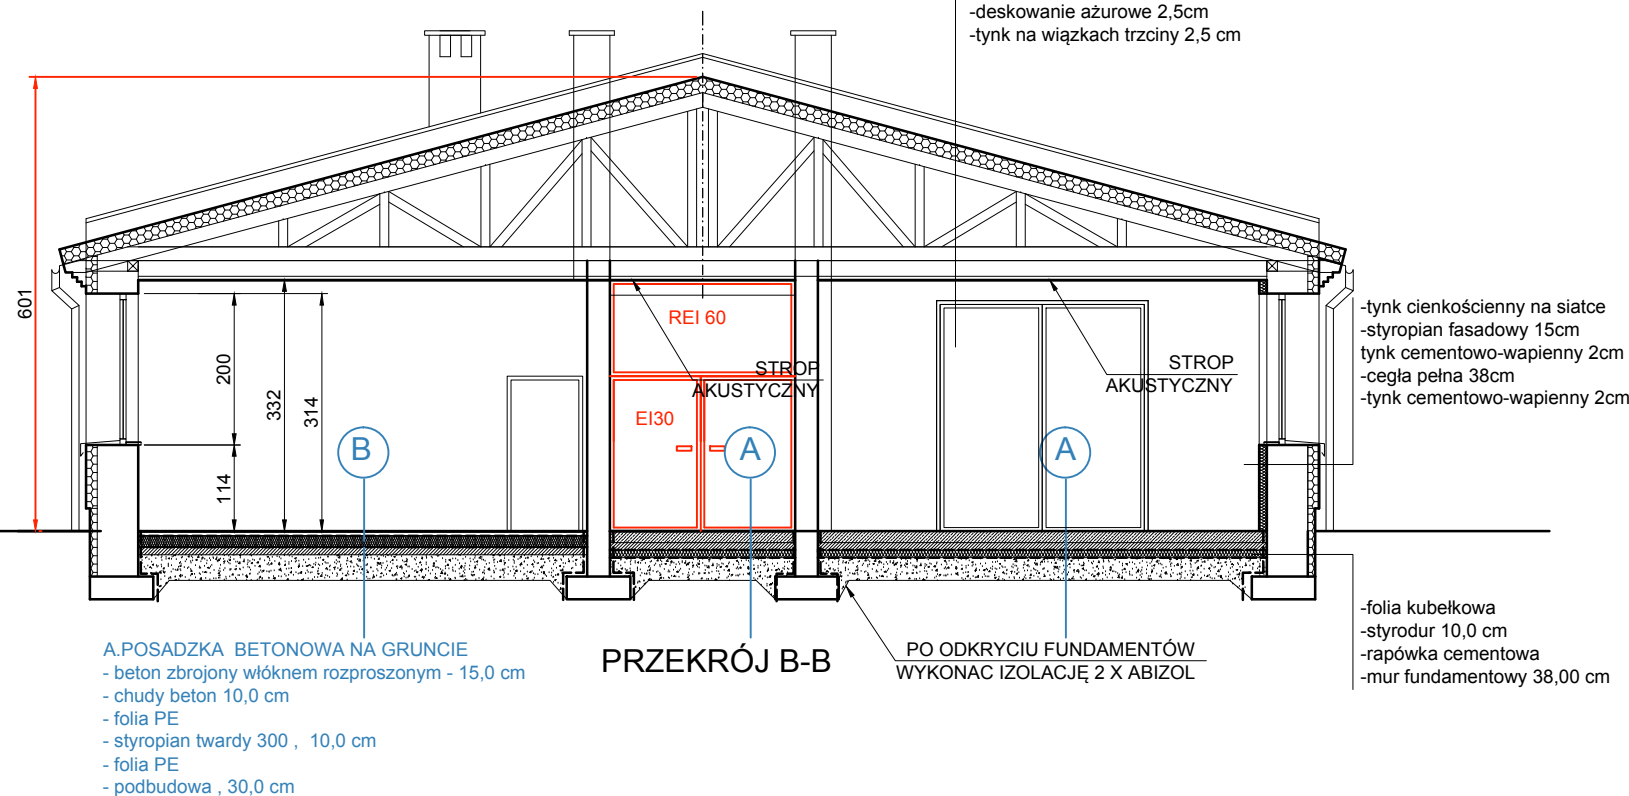 -deskowanie ażurowe 2,5cm
-tynk na wiązkach trzciny 2,5 cm
601
200
332
314
114
REI 60
EI30
STROP
AKUSTYCZNY
STROP
AKUSTYCZNY
B
A
A
-tynk cienkościenny na siatce
-styropian fasadowy 15cm
tynk cementowo-wapienny 2cm
-cegła pełna 38cm
-tynk cementowo-wapienny 2cm
-folia kubełkowa
-styrodur 10,0 cm
-rapówka cementowa
-mur fundamentowy 38,00 cm
A.POSADZKA BETONOWA NA GRUNCIE
- beton zbrojony włóknem rozproszonym - 15,0 cm
- chudy beton 10,0 cm
- folia PE
- styropian twardy 300 , 10,0 cm
- folia PE
- podbudowa , 30,0 cm
PRZEKRÓJ B-B
PO ODKRYCIU FUNDAMENTÓW
WYKONAC IZOLACJĘ 2 X ABIZOL